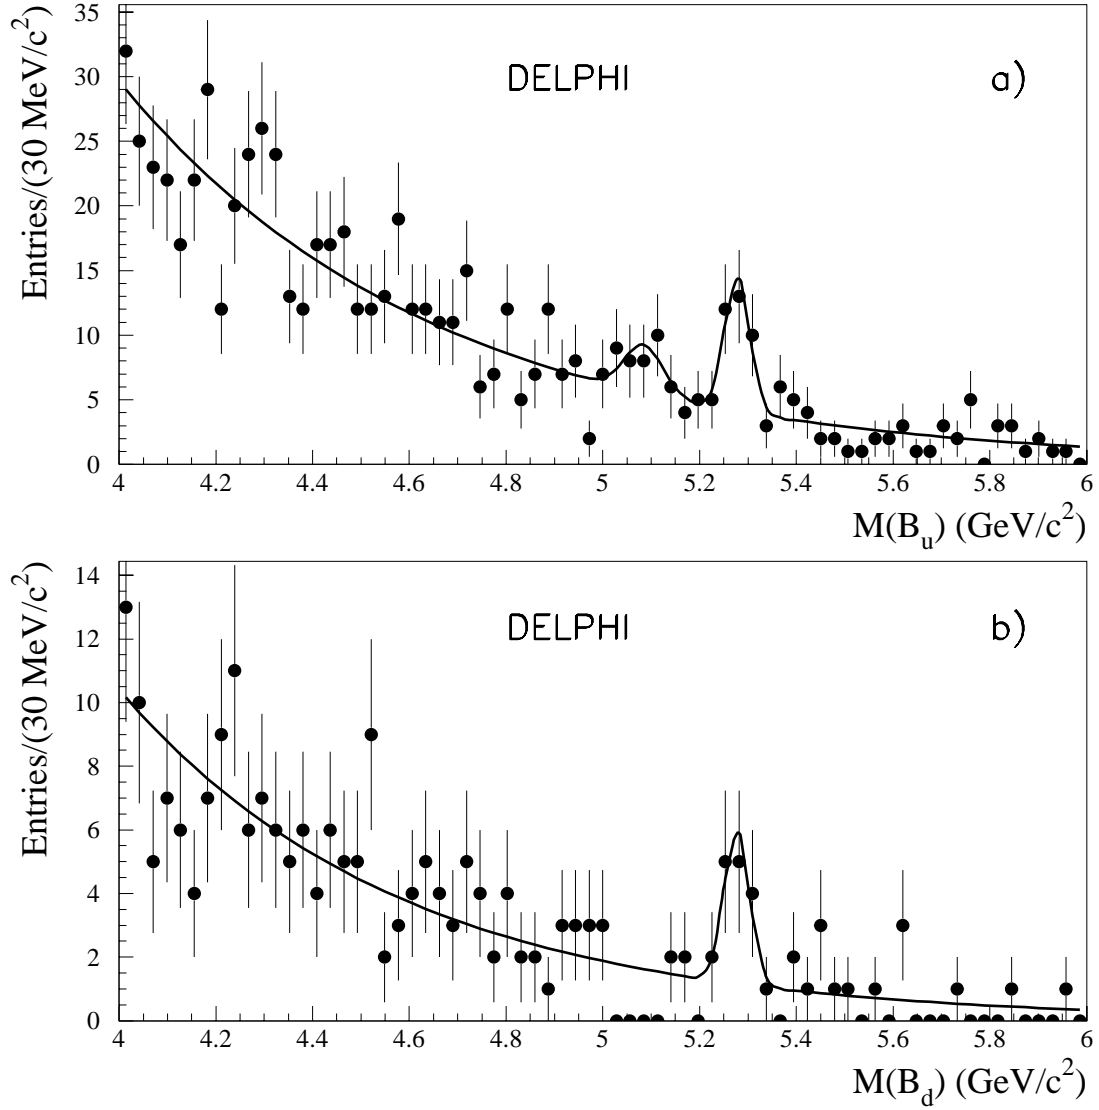 Entries/(30 MeV/c²)
35
30
25
20
15
10
5
0
DELPHI
a)
4 4.2 4.4 4.6 4.8 5 5.2 5.4 5.6 5.8 6
M(Bᵤ) (GeV/c²)
Entries/(30 MeV/c²)
14
12
10
8
6
4
2
0
DELPHI
b)
4 4.2 4.4 4.6 4.8 5 5.2 5.4 5.6 5.8 6
M(B_d) (GeV/c²)